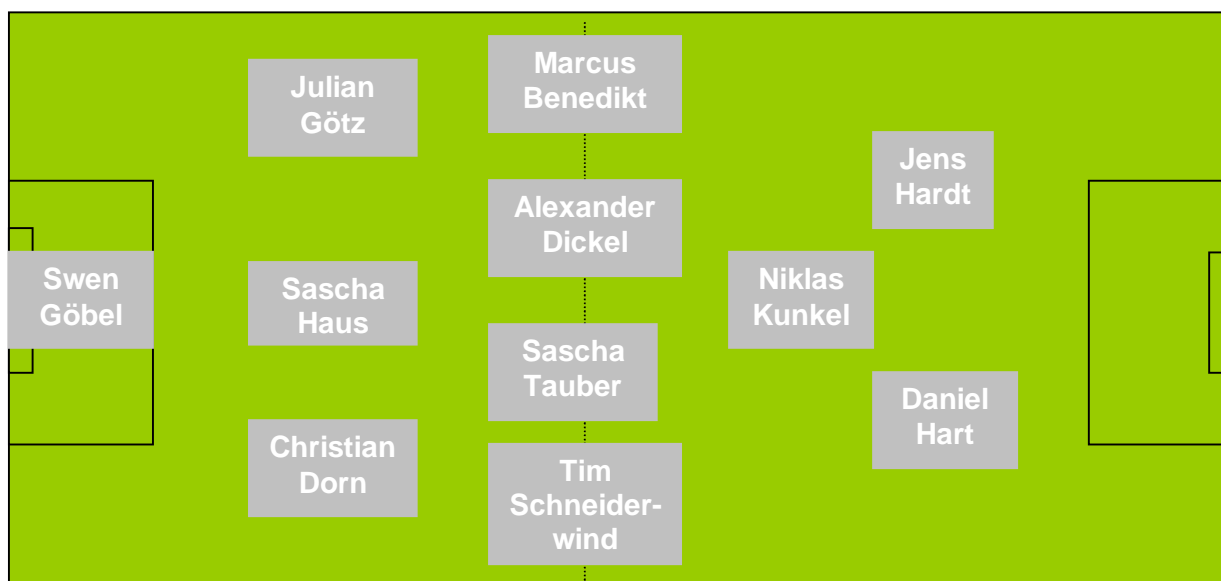 Swen
Göbel
Julian
Götz
Sascha
Haus
Christian
Dorn
Marcus
Benedikt
Alexander
Dickel
Sascha
Tauber
Tim
Schneider-
wind
Niklas
Kunkel
Jens
Hardt
Daniel
Hart